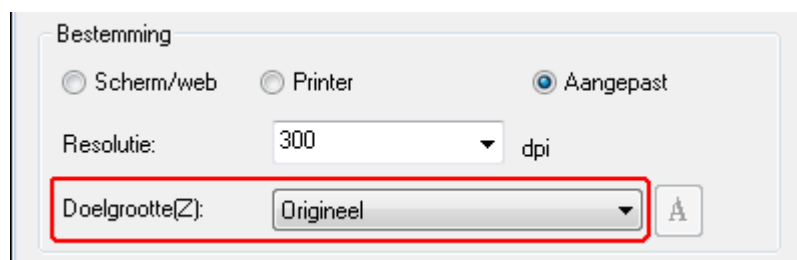 Bestemming
Scherm/web Printer Aangepast
Resolutie: 300 dpi
Doelgrootte(Z): Origineel A